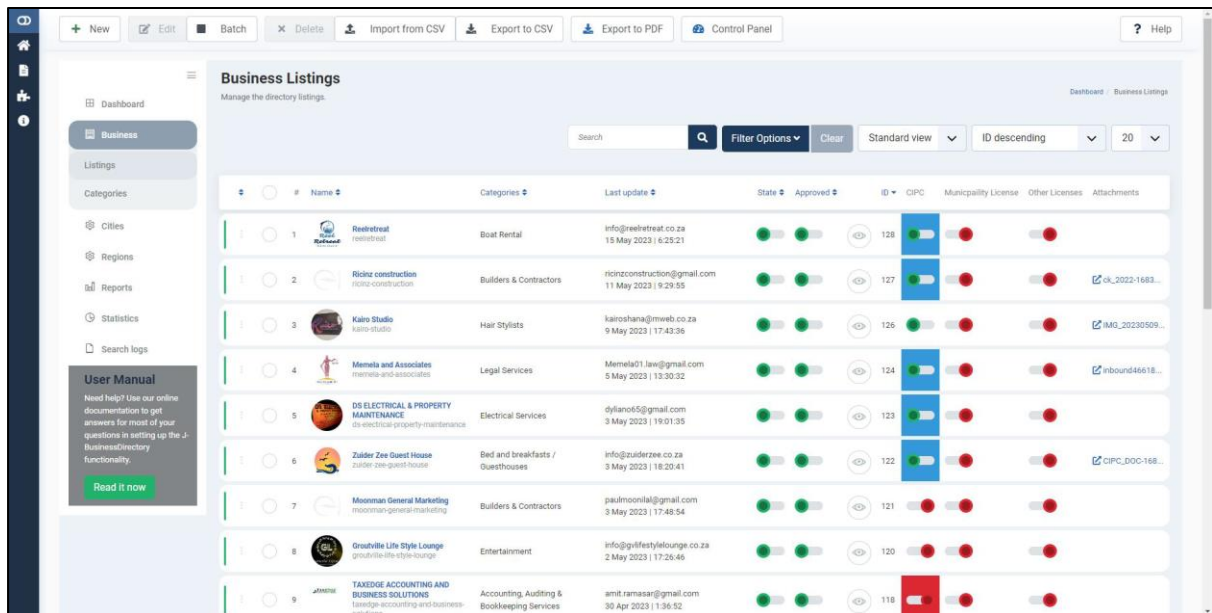 + New
Edit
Batch
× Delete
Import from CSV
Export to CSV
Export to PDF
Control Panel
? Help
Dashboard
Business
Listings
Categories
Cities
Regions
Reports
Statistics
Search logs
User Manual
Need help? Use our online
documentation to get
answers for most of your
questions in setting up the J-
BusinessDirectory
functionality.
Read it now
Business Listings
Manage the directory listings.
Dashboard / Business Listings
Search
Filter Options
Clear
Standard view
ID descending
20
# Name Categories Last update State Approved ID CIPC Municpaility License Other Licenses Attachments
1 Reelretreat Boat Rental info@reelretreat.co.za 128
reelretreat 15 May 2023 | 6:25:21
2 Ricinz construction Builders & Contractors ricinzconstruction@gmail.com 127 ck_2022-1683...
ricinz-construction 11 May 2023 | 9:29:55
3 Kairo Studio Hair Stylists kairoshana@mweb.co.za 126 IMG_20230509...
kairo-studio 9 May 2023 | 17:43:36
4 Memela and Associates Legal Services Memela01.law@gmail.com 124 inbound46618...
memela-and-associates 5 May 2023 | 13:30:32
5 DS ELECTRICAL & PROPERTY MAINTENANCE Electrical Services dyliano65@gmail.com 123
ds-electrical-property-maintenance 3 May 2023 | 19:01:35
6 Zuider Zee Guest House Bed and breakfasts / Guesthouses info@zuiderzee.co.za 122 CIPC_DOC-168...
zuider-zee-guest-house 3 May 2023 | 18:20:41
7 Moonman General Marketing Builders & Contractors paulmoonilal@gmail.com 121
moonman-general-marketing 3 May 2023 | 17:48:54
8 Groutville Life Style Lounge Entertainment info@gvlifestylelounge.co.za 120
groutville-life-style-lounge 2 May 2023 | 17:26:46
9 TAXEDGE ACCOUNTING AND BUSINESS SOLUTIONS Accounting, Auditing & Bookkeeping Services amit.ramasar@gmail.com 118
taxedge-accounting-and-business- 30 Apr 2023 | 1:36:52